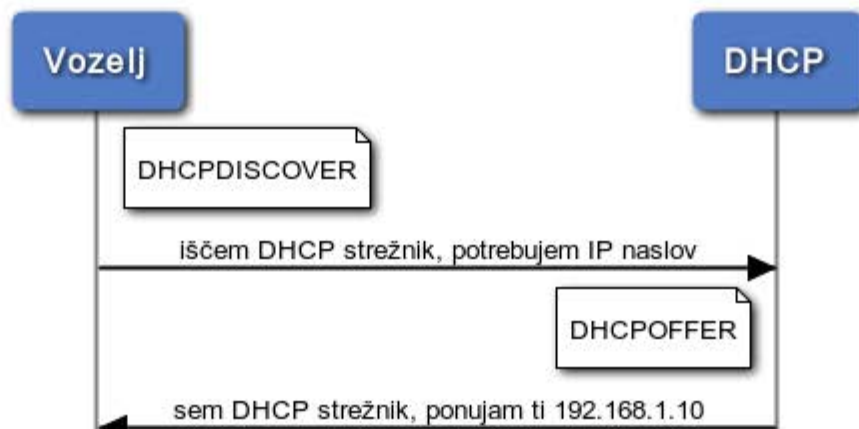 Vozelj
DHCP
DHCPDISCOVER
iščem DHCP strežnik, potrebujem IP naslov
DHCPOFFER
sem DHCP strežnik, ponujam ti 192.168.1.10